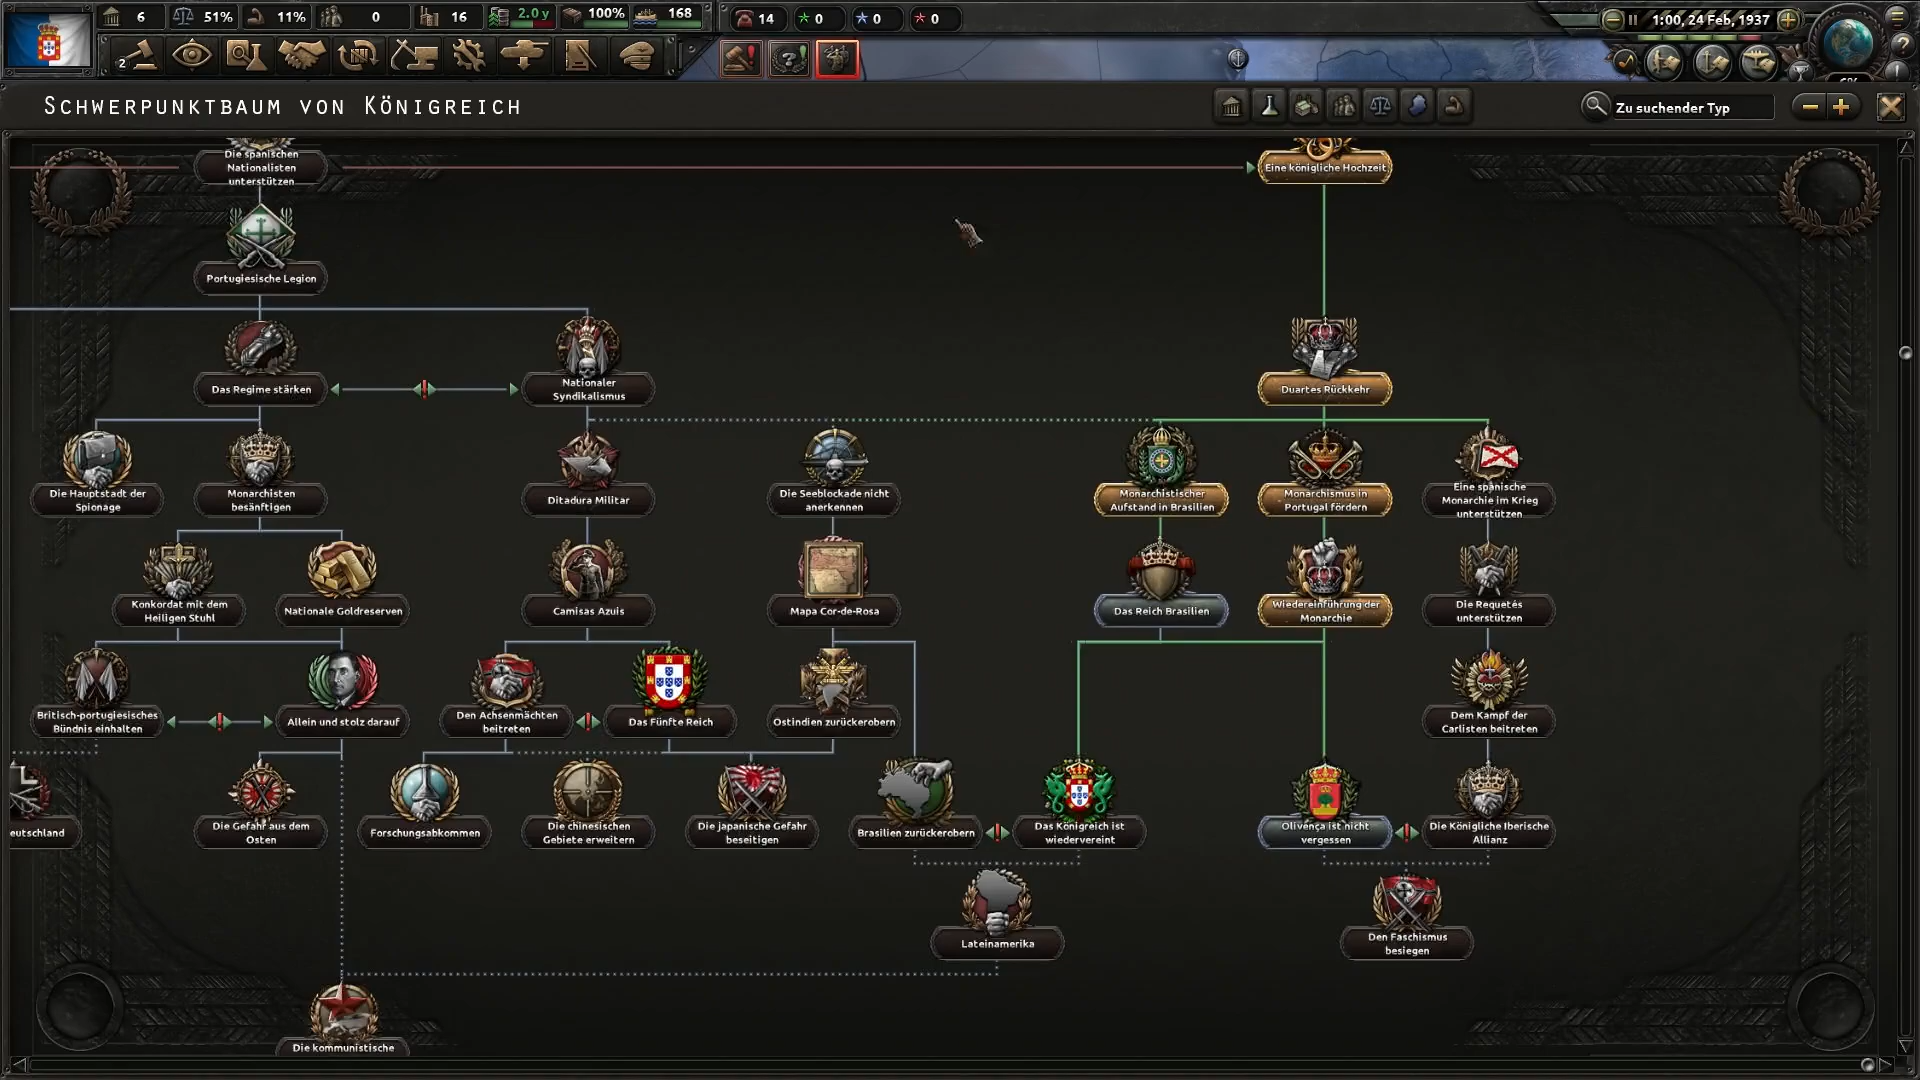 6
51%
11%
0
16
2.0 y
100%
168
14
0
0
0
1:00, 24 Feb, 1937
2
Schwerpunktbaum von Königreich
Zu suchender Typ
Die spanischen
Nationalisten
unterstützen
Eine königliche Hochzeit
Portugiesische Legion
Das Regime stärken
Nationaler
Syndikalismus
Duartes Rückkehr
Die Hauptstadt der
Spionage
Monarchisten
besänftigen
Ditadura Militar
Die Seeblockade nicht
anerkennen
Monarchistischer
Aufstand in Brasilien
Monarchismus in
Portugal fördern
Eine spanische
Monarchie im Krieg
unterstützen
Konkordat mit dem
Heiligen Stuhl
Nationale Goldreserven
Camisas Azuis
Mapa Cor-de-Rosa
Das Reich Brasilien
Wiedereinführung der
Monarchie
Die Requetés
unterstützen
Britisch-portugiesisches
Bündnis einhalten
Allein und stolz darauf
Den Achsenmächten
beitreten
Das Fünfte Reich
Ostindien zurückerobern
Dem Kampf der
Carlisten beitreten
eutschland
Die Gefahr aus dem
Osten
Forschungsabkommen
Die chinesischen
Gebiete erweitern
Die japanische Gefahr
beseitigen
Brasilien zurückerobern
Das Königreich ist
wiedervereint
Olivença ist nicht
vergessen
Die Königliche Iberische
Allianz
Lateinamerika
Den Faschismus
besiegen
Die kommunistische